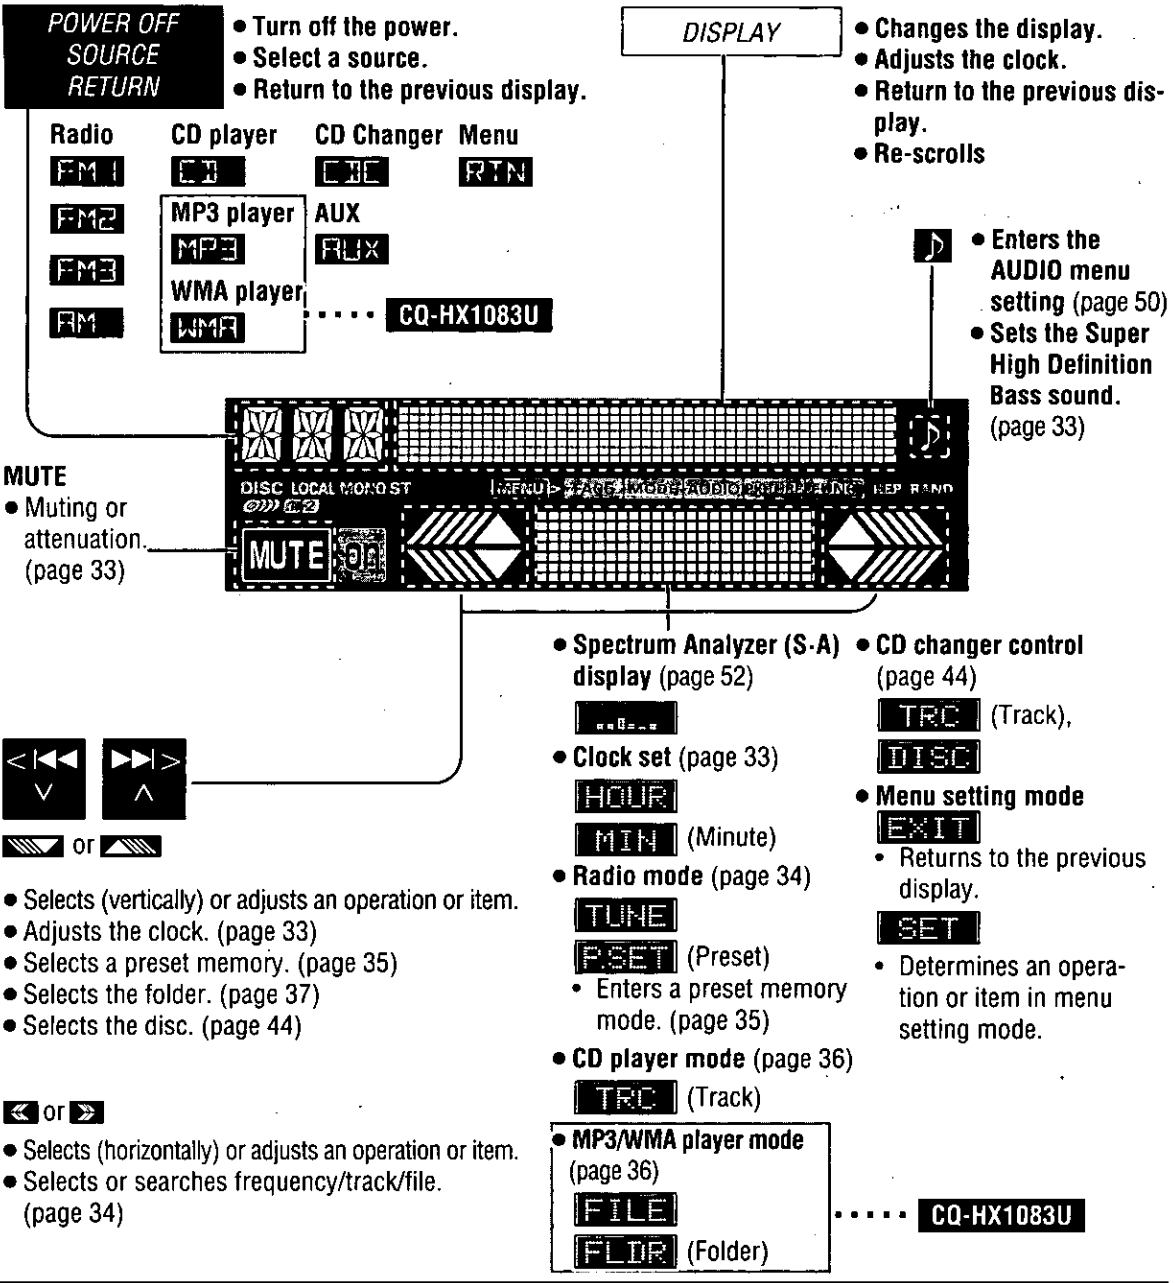 POWER OFF
SOURCE
RETURN
● Turn off the power.
● Select a source.
● Return to the previous display.
DISPLAY
● Changes the display.
● Adjusts the clock.
● Return to the previous dis-
play.
● Re-scrolls
Radio
FM1
FM2
FM3
AM
CD player
CD
MP3 player
MP3
WMA player
WMA
CD Changer
CDC
AUX
AUX
Menu
RTN
CQ-HX1083U
♪
● Enters the
AUDIO menu
setting (page 50)
● Sets the Super
High Definition
Bass sound.
(page 33)
MUTE
● Muting or
attenuation.
(page 33)
♪
DISC LOCAL MONO ST
MENU > AUDIO REP RAND
MUTE on
< ⏮
∨
⏭ >
∧
or
● Selects (vertically) or adjusts an operation or item.
● Adjusts the clock. (page 33)
● Selects a preset memory. (page 35)
● Selects the folder. (page 37)
● Selects the disc. (page 44)
≪ or ≫
● Selects (horizontally) or adjusts an operation or item.
● Selects or searches frequency/track/file.
(page 34)
● Spectrum Analyzer (S·A)
display (page 52)
● Clock set (page 33)
HOUR
MIN (Minute)
● Radio mode (page 34)
TUNE
P.SET (Preset)
• Enters a preset memory
mode. (page 35)
● CD player mode (page 36)
TRC (Track)
● MP3/WMA player mode
(page 36)
FILE
FLDR (Folder)
CQ-HX1083U
● CD changer control
(page 44)
TRC (Track),
DISC
● Menu setting mode
EXIT
• Returns to the previous
display.
SET
• Determines an opera-
tion or item in menu
setting mode.